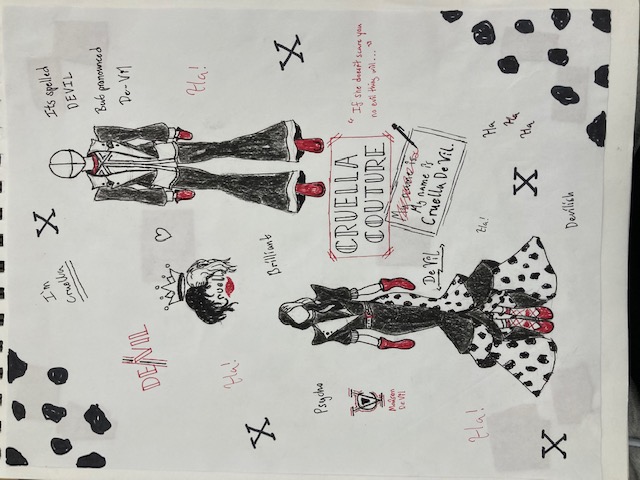 I'm
Cruella
X
Its spelled
DEVIL
But pronounced
De-Vil
DEVIL
Ha!
Cruella
Ha!
X
Brilliant
X
Psycho
Maison
De Vil
CRUELLA
COUTURE
"If she doesn't scare you
no evil thing will..."
My name is
My name is
Cruella De Vil.
De Vil
Ha!
Ha!
Ha
Ha
Ha
X
X
Devilish